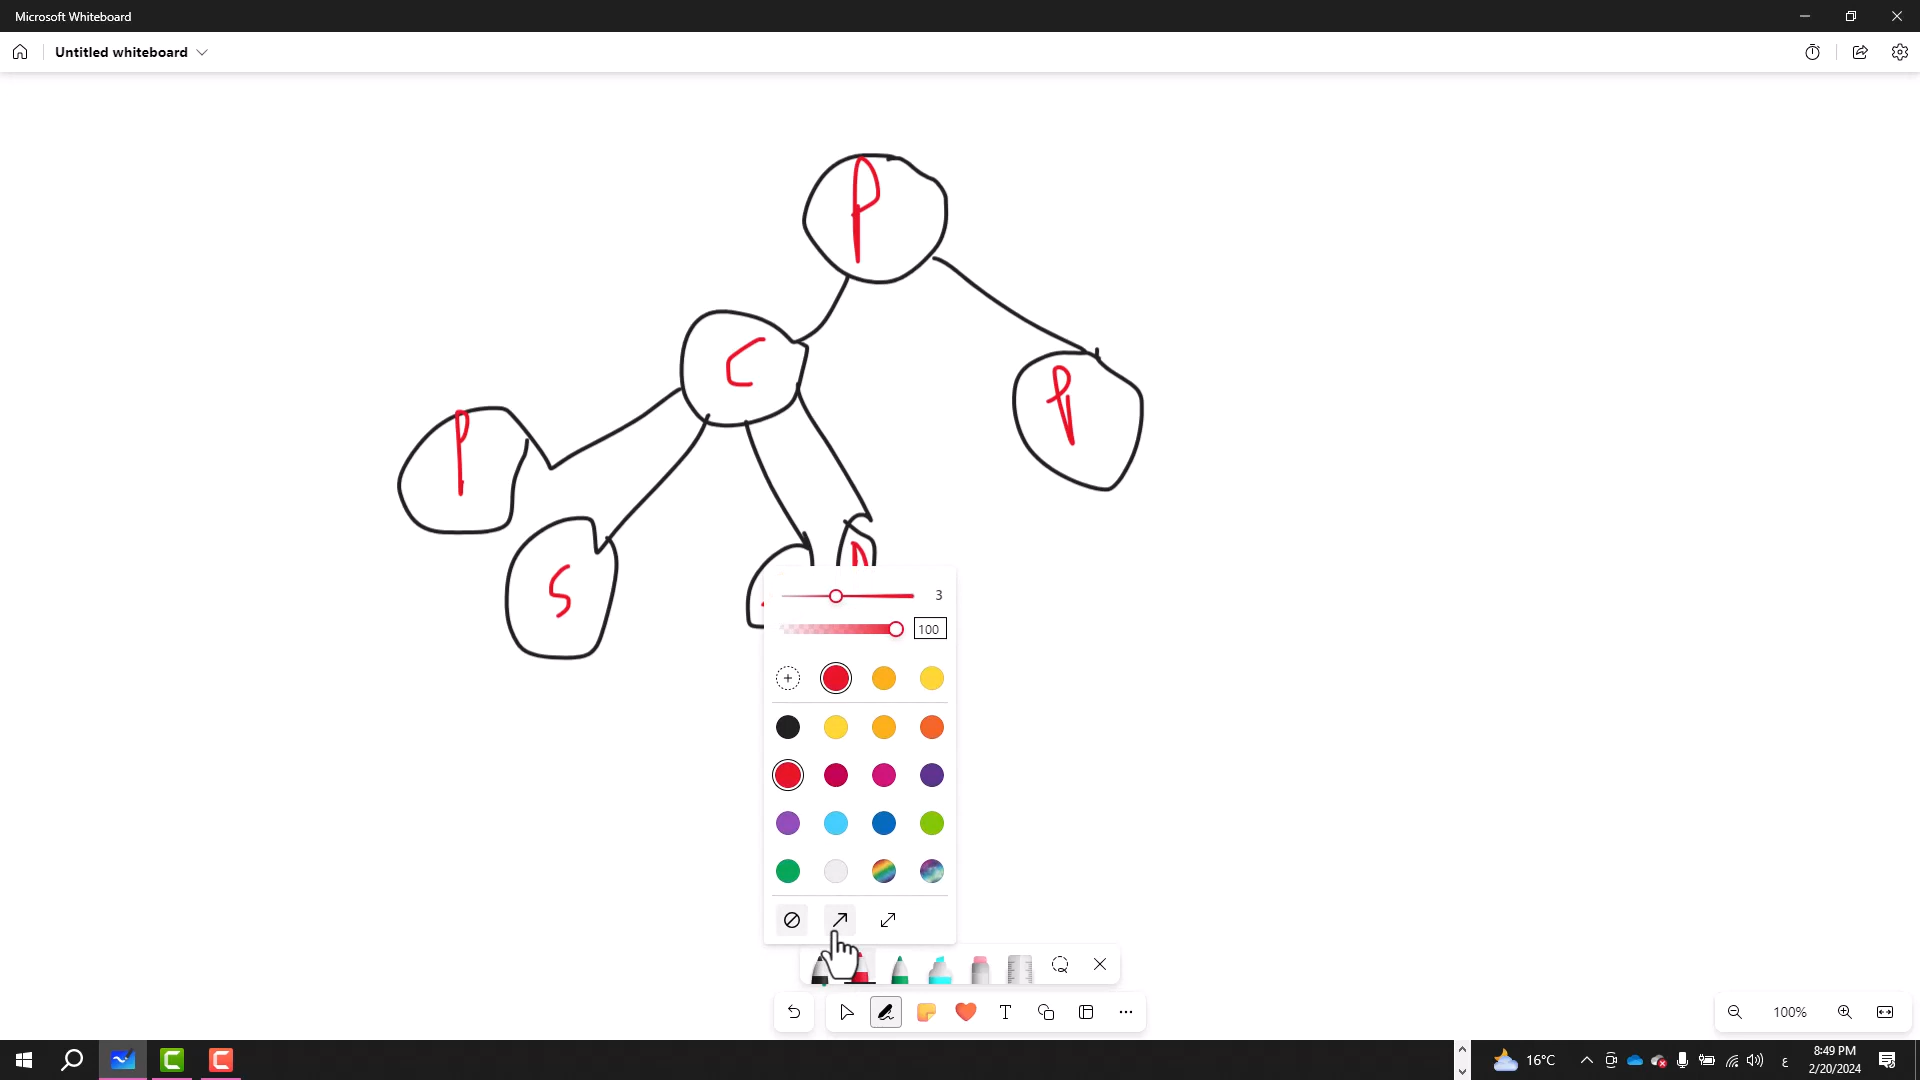 Microsoft Whiteboard
Untitled whiteboard
P
C
P
P
S
3
100
T
100%
16°C
ع
8:49 PM
2/20/2024